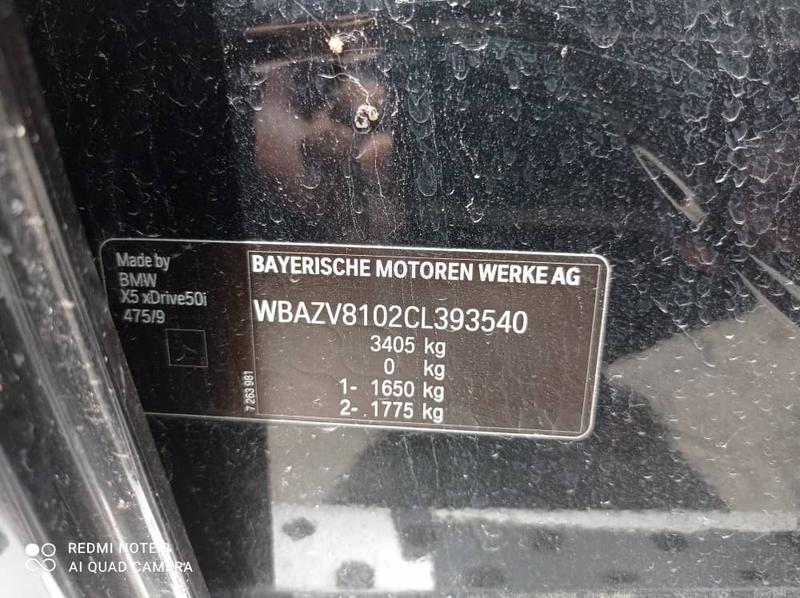 Made by
BMW
X5 xDrive50i
475/9
7 263 981
BAYERISCHE MOTOREN WERKE AG
WBAZV8102CL393540
3405 kg
0 kg
1- 1650 kg
2- 1775 kg
REDMI NOTE 8
AI QUAD CAMERA